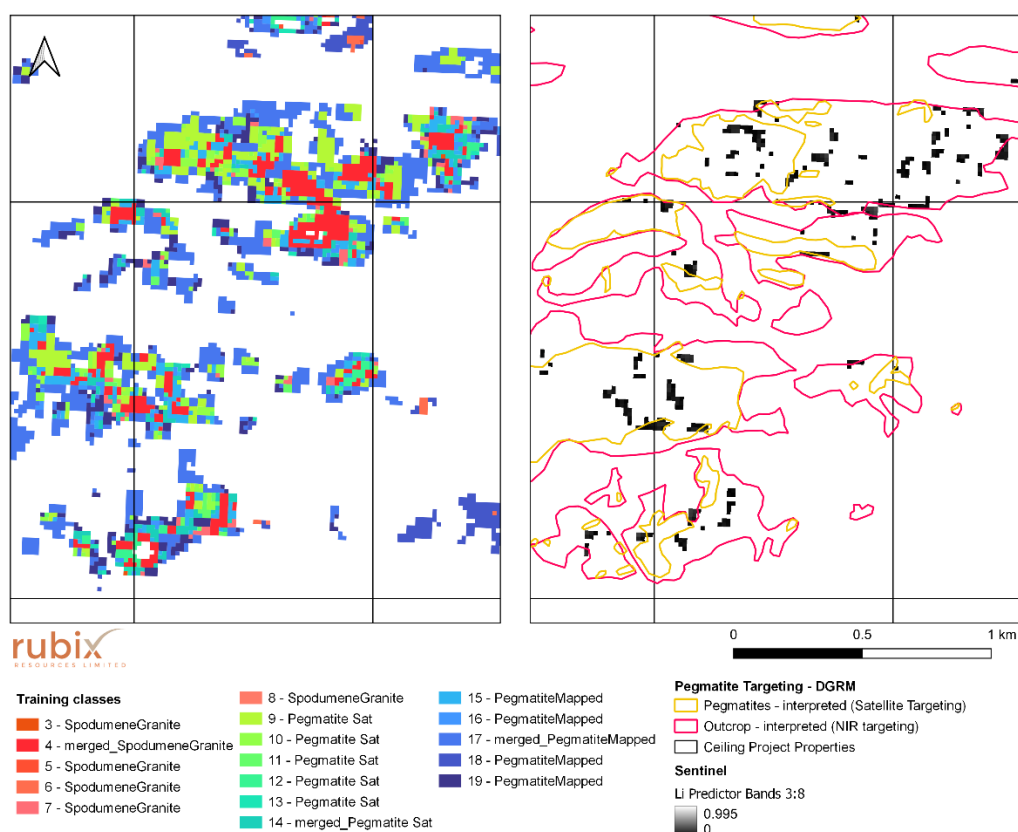 rubix
RESOURCES LIMITED
0 0.5 1 km
Training classes
3 - SpodumeneGranite
4 - merged_SpodumeneGranite
5 - SpodumeneGranite
6 - SpodumeneGranite
7 - SpodumeneGranite
8 - SpodumeneGranite
9 - Pegmatite Sat
10 - Pegmatite Sat
11 - Pegmatite Sat
12 - Pegmatite Sat
13 - Pegmatite Sat
14 - merged_Pegmatite Sat
15 - PegmatiteMapped
16 - PegmatiteMapped
17 - merged_PegmatiteMapped
18 - PegmatiteMapped
19 - PegmatiteMapped
Pegmatite Targeting - DGRM
Pegmatites - interpreted (Satellite Targeting)
Outcrop - interpreted (NIR targeting)
Ceiling Project Properties
Sentinel
Li Predictor Bands 3:8
0.995
0